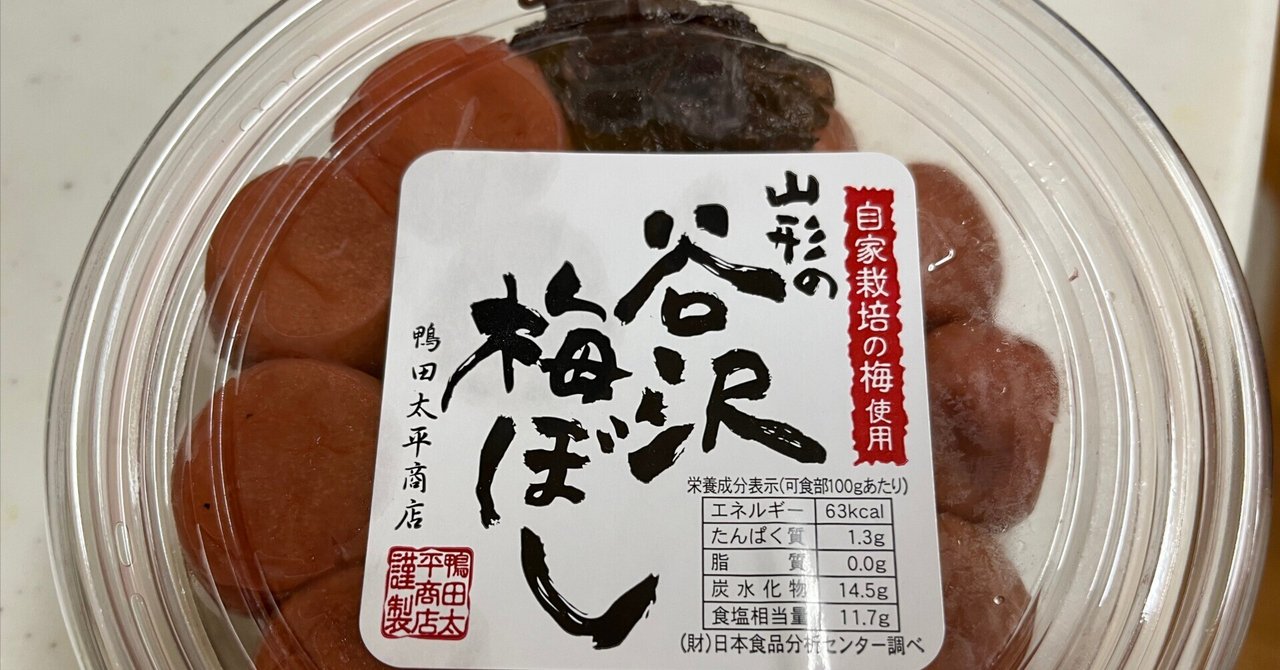 自家栽培の梅使用
山形の
谷沢
梅ぼし
鴨田太平商店
鴨田太
平商店
謹製
栄養成分表示(可食部100gあたり)
エネルギー 63kcal
たんぱく質 1.3g
脂質 0.0g
炭水化物 14.5g
食塩相当量 11.7g
(財)日本食品分析センター調べ